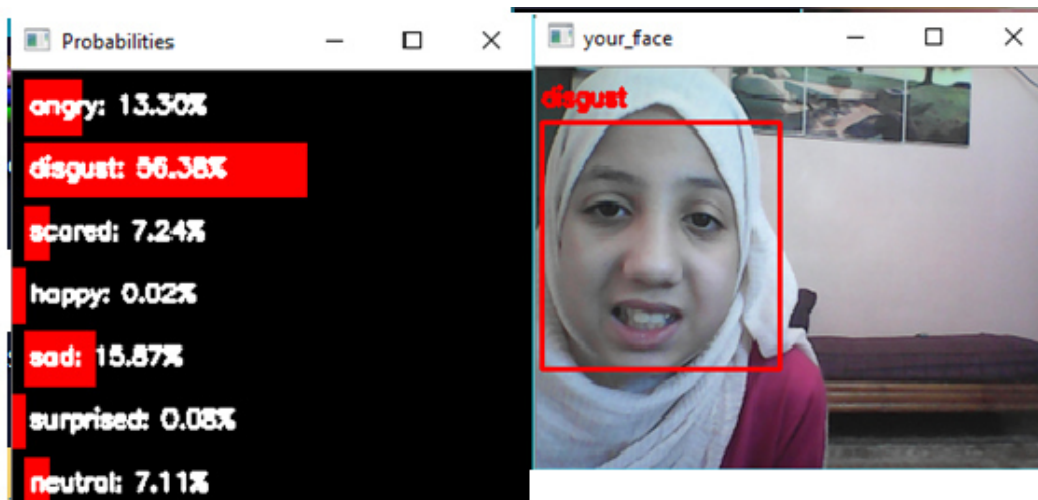 Probabilities
angry: 13.30%
disgust: 56.38%
scared: 7.24%
happy: 0.02%
sad: 15.87%
surprised: 0.08%
neutral: 7.11%
your_face
disgust